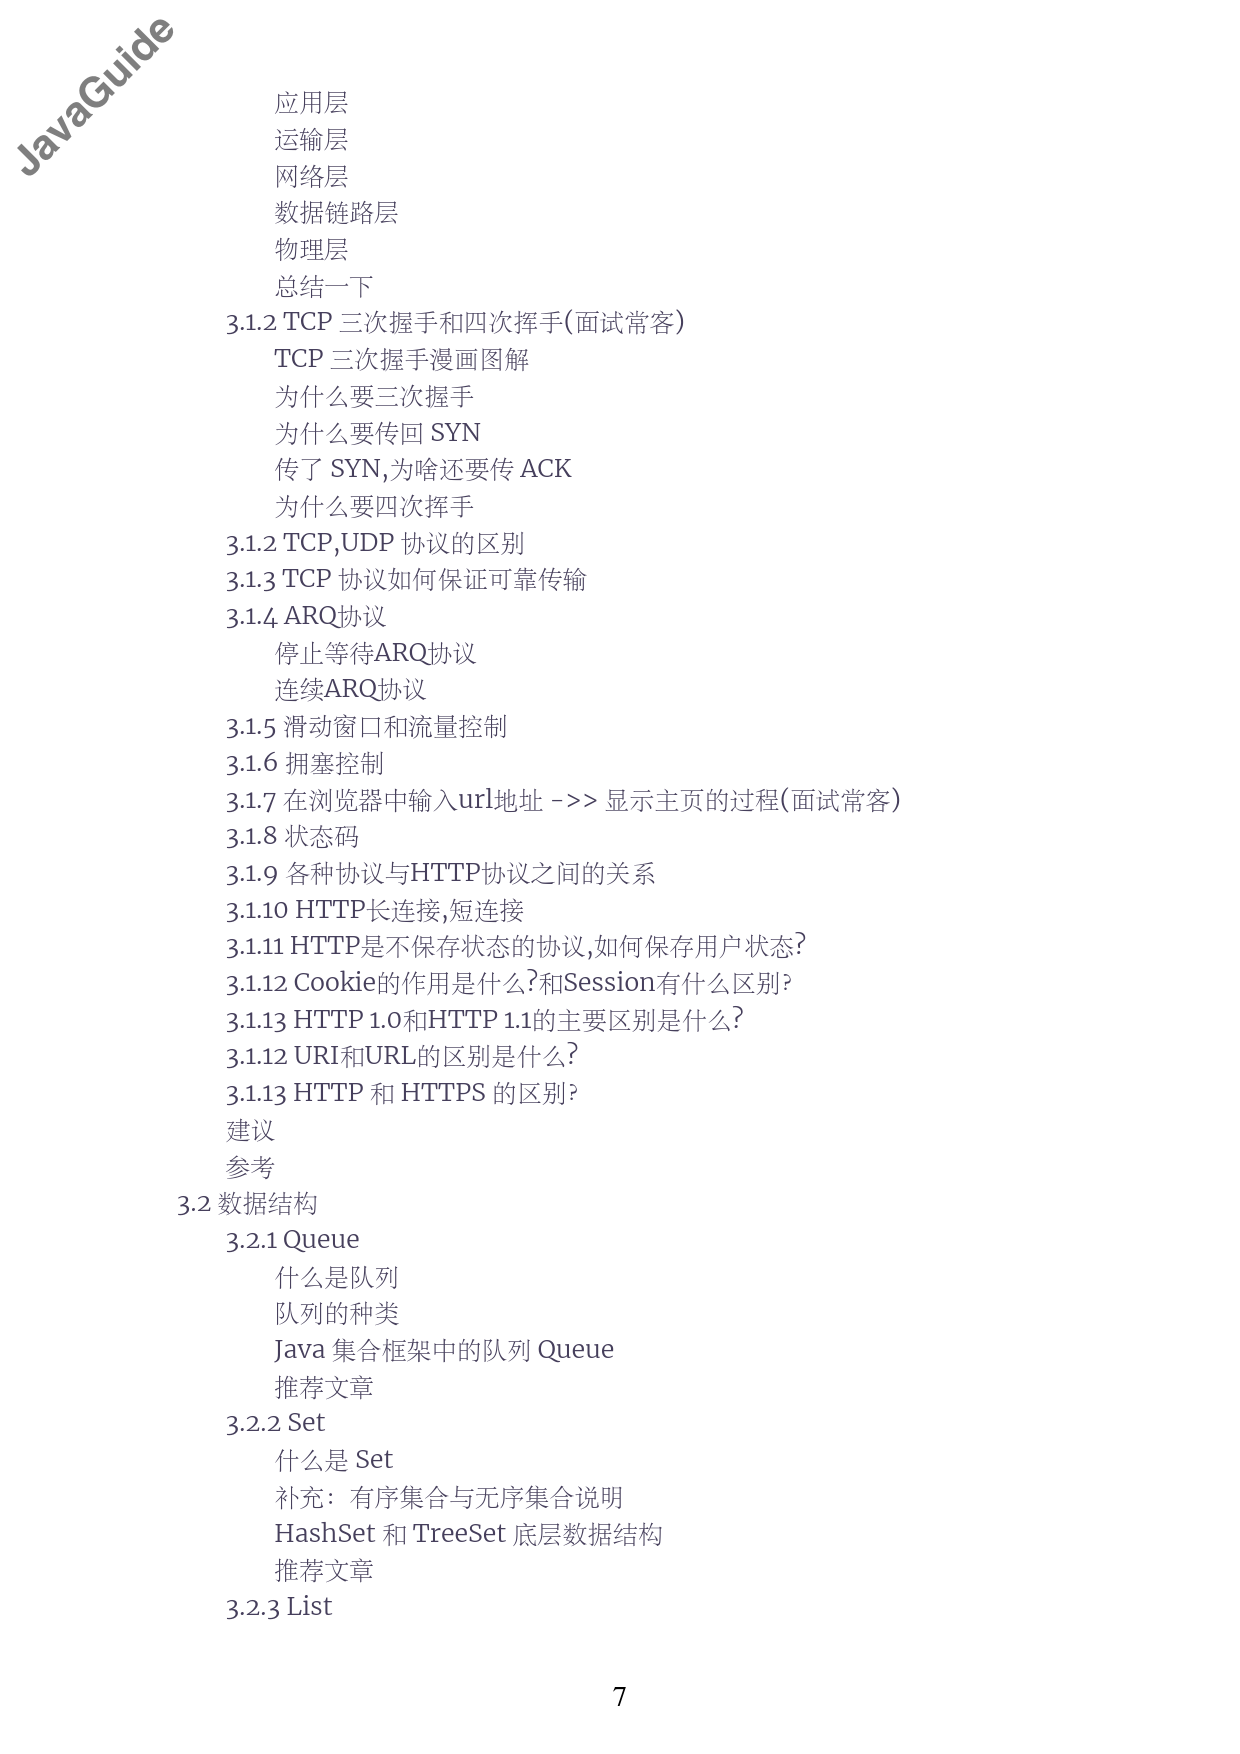 JavaGuide
应用层
运输层
网络层
数据链路层
物理层
总结一下
3.1.2 TCP 三次握手和四次挥手(面试常客)
TCP 三次握手漫画图解
为什么要三次握手
为什么要传回 SYN
传了 SYN,为啥还要传 ACK
为什么要四次挥手
3.1.2 TCP,UDP 协议的区别
3.1.3 TCP 协议如何保证可靠传输
3.1.4 ARQ协议
停止等待ARQ协议
连续ARQ协议
3.1.5 滑动窗口和流量控制
3.1.6 拥塞控制
3.1.7 在浏览器中输入url地址 ->> 显示主页的过程(面试常客)
3.1.8 状态码
3.1.9 各种协议与HTTP协议之间的关系
3.1.10 HTTP长连接,短连接
3.1.11 HTTP是不保存状态的协议,如何保存用户状态?
3.1.12 Cookie的作用是什么?和Session有什么区别?
3.1.13 HTTP 1.0和HTTP 1.1的主要区别是什么?
3.1.12 URI和URL的区别是什么?
3.1.13 HTTP 和 HTTPS 的区别?
建议
参考
3.2 数据结构
3.2.1 Queue
什么是队列
队列的种类
Java 集合框架中的队列 Queue
推荐文章
3.2.2 Set
什么是 Set
补充：有序集合与无序集合说明
HashSet 和 TreeSet 底层数据结构
推荐文章
3.2.3 List
7